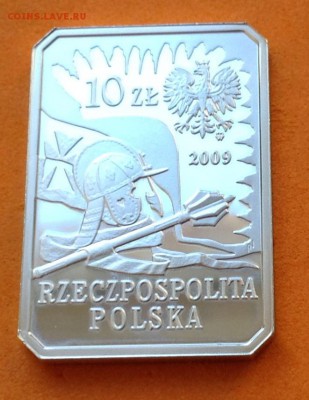 COINS.LAVE.RU
10 ZŁ
2009
RZECZPOSPOLITA
POLSKA